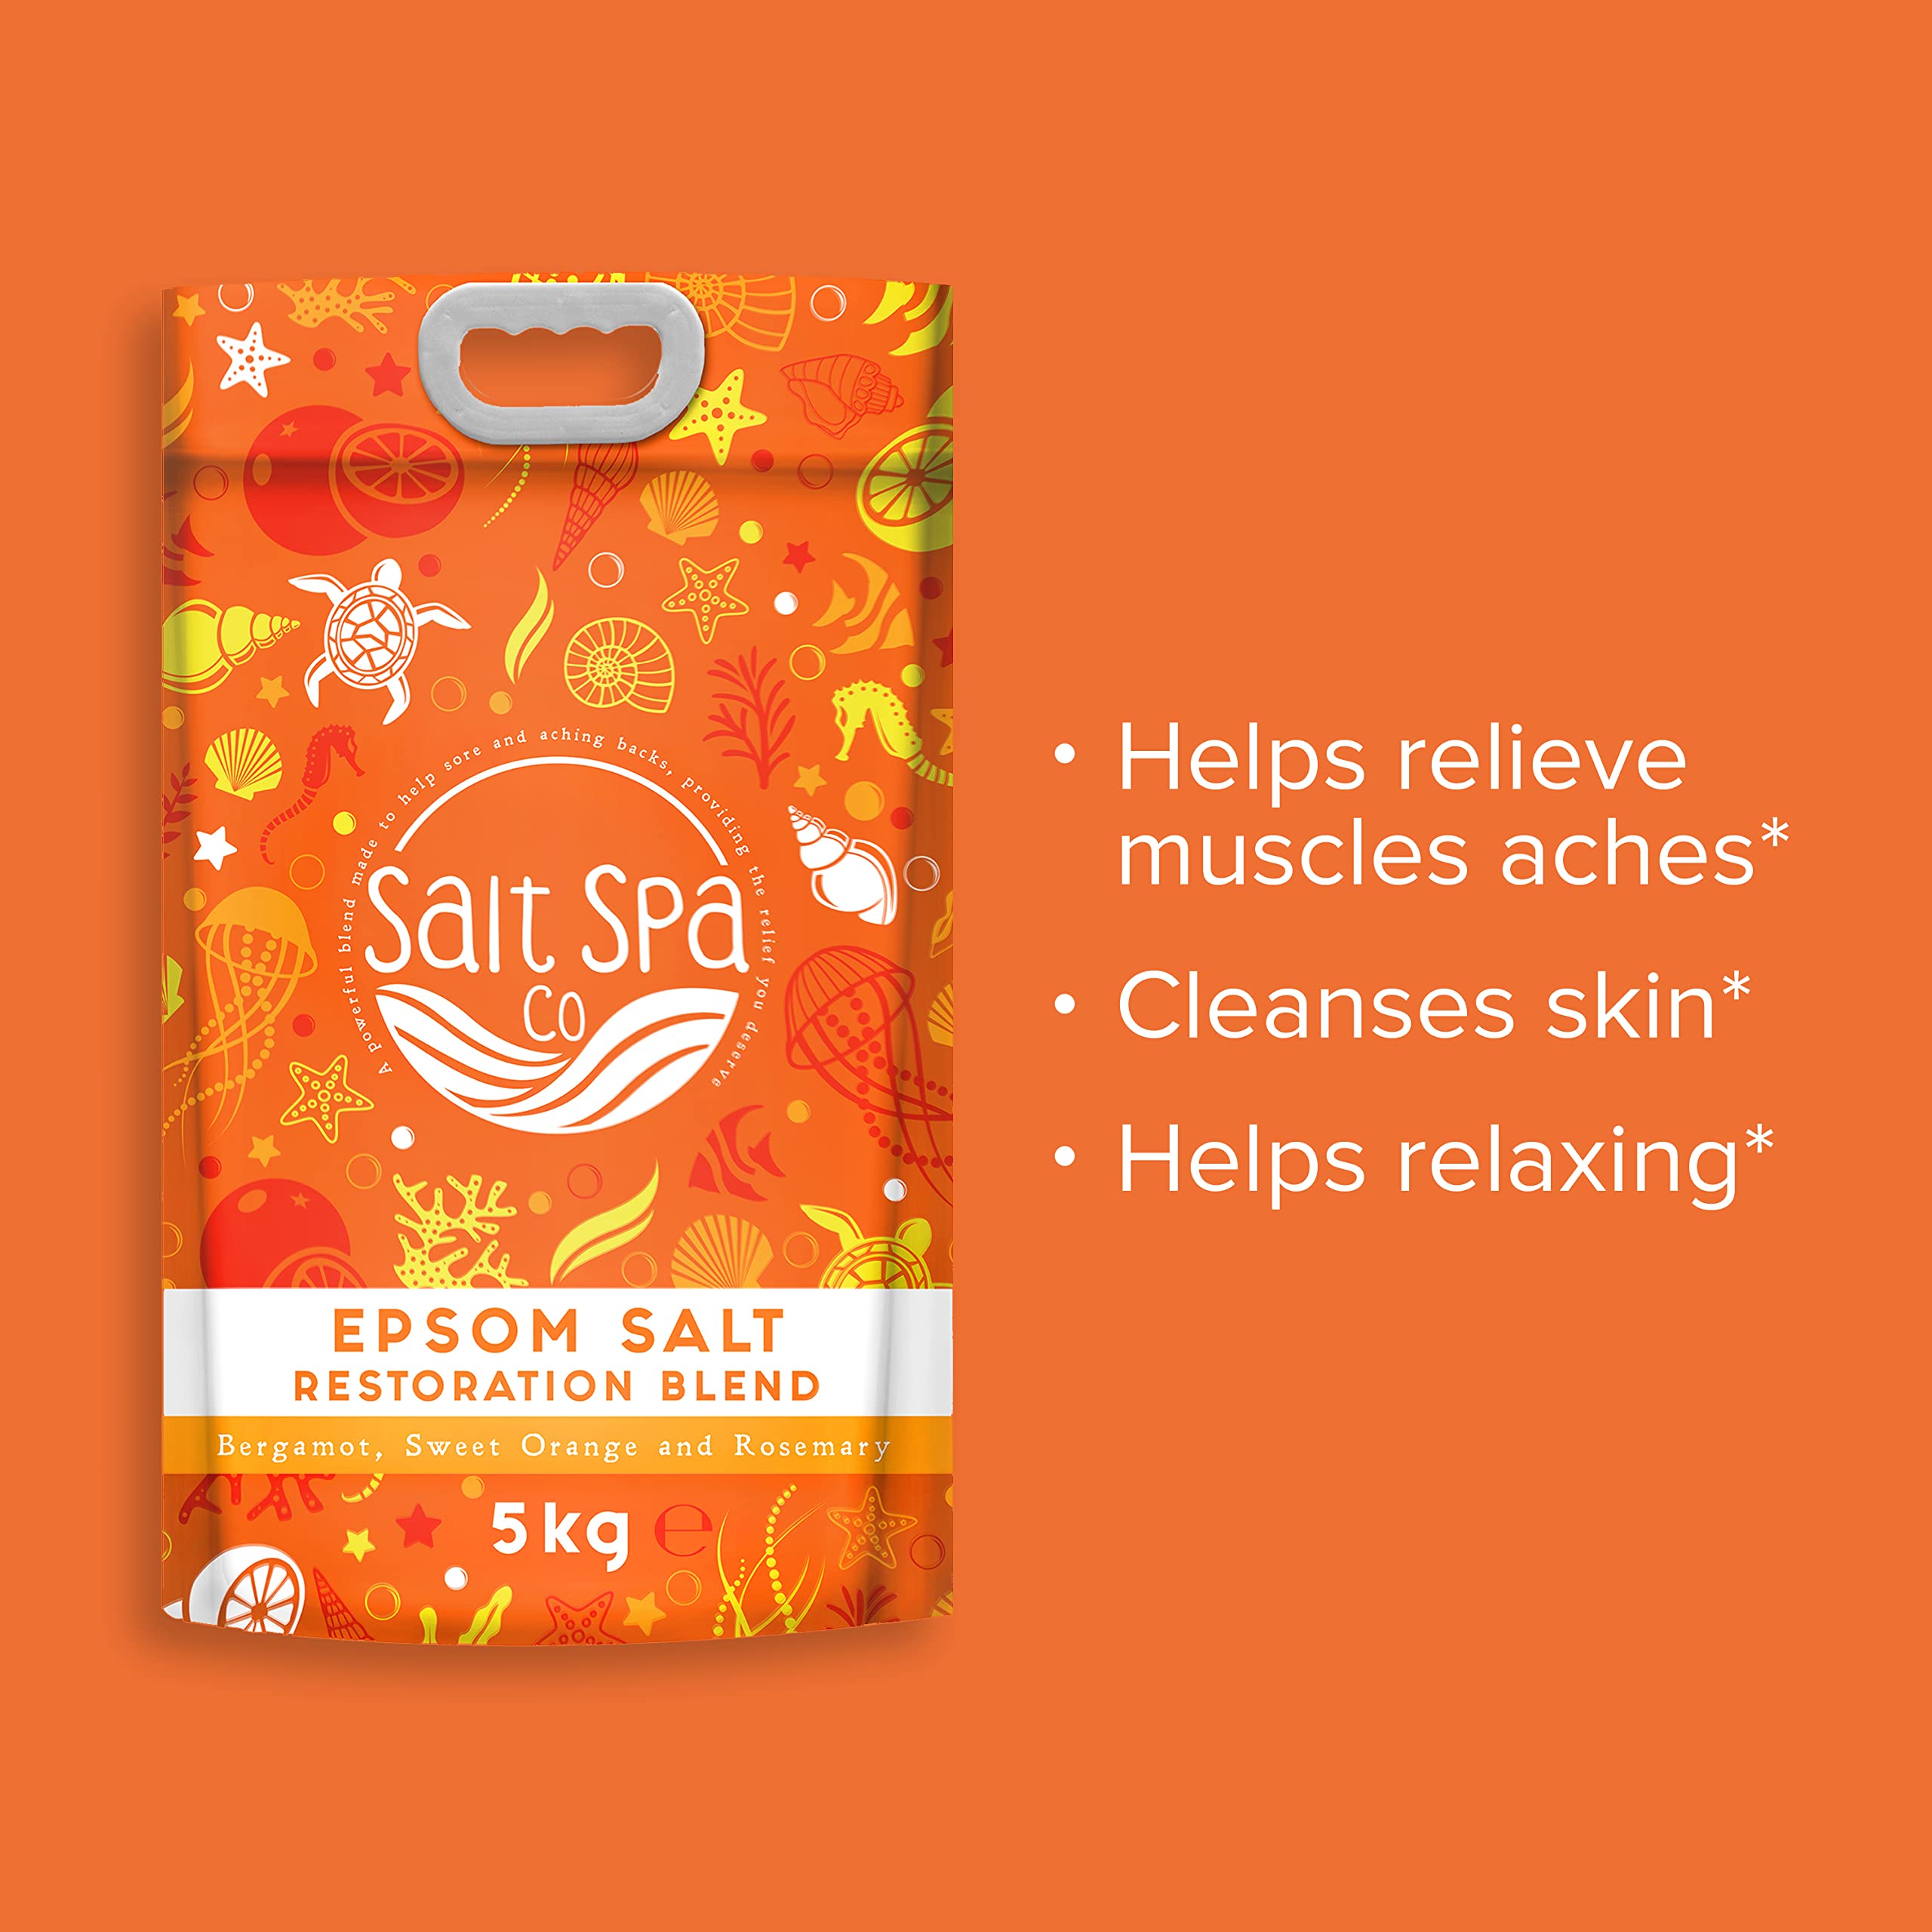 A powerful blend made to help sore and aching backs, providing the relief you deserve
Salt Spa
CO
EPSOM SALT
RESTORATION BLEND
Bergamot, Sweet Orange and Rosemary
5kg e
• Helps relieve
muscles aches*
• Cleanses skin*
• Helps relaxing*